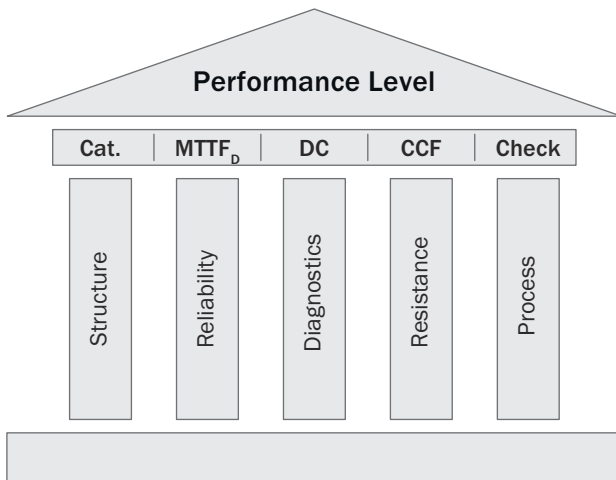 Performance Level
Cat. MTTFD DC CCF Check
Structure
Reliability
Diagnostics
Resistance
Process